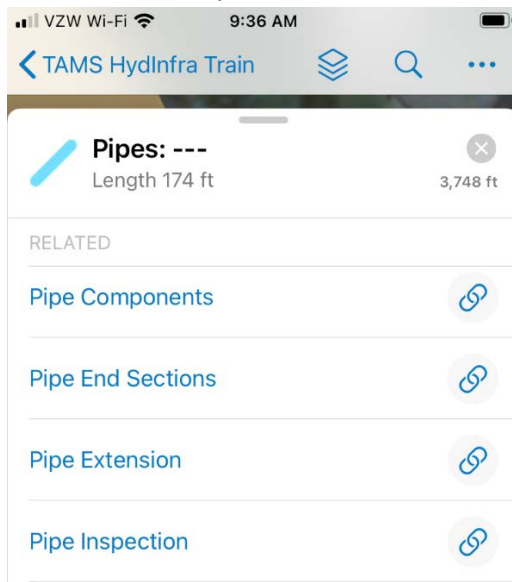 VZW Wi-Fi 9:36 AM
TAMS HydInfra Train
Pipes: ---
Length 174 ft 3,748 ft
RELATED
Pipe Components
Pipe End Sections
Pipe Extension
Pipe Inspection